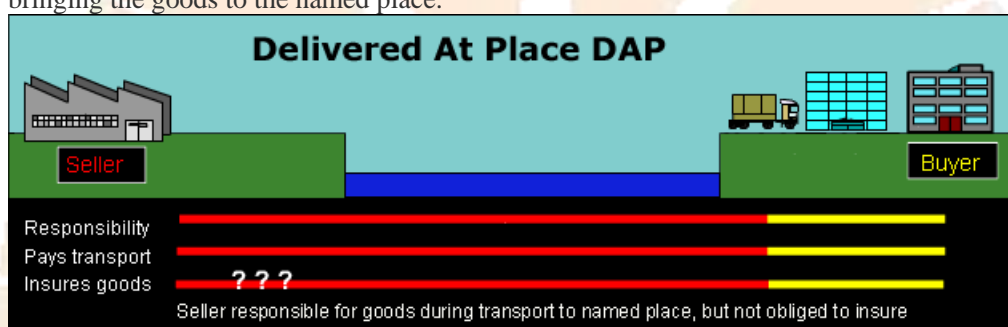 bringing the goods to the named place.
Delivered At Place DAP
Seller
Buyer
Responsibility
Pays transport
Insures goods
? ? ?
Seller responsible for goods during transport to named place, but not obliged to insure